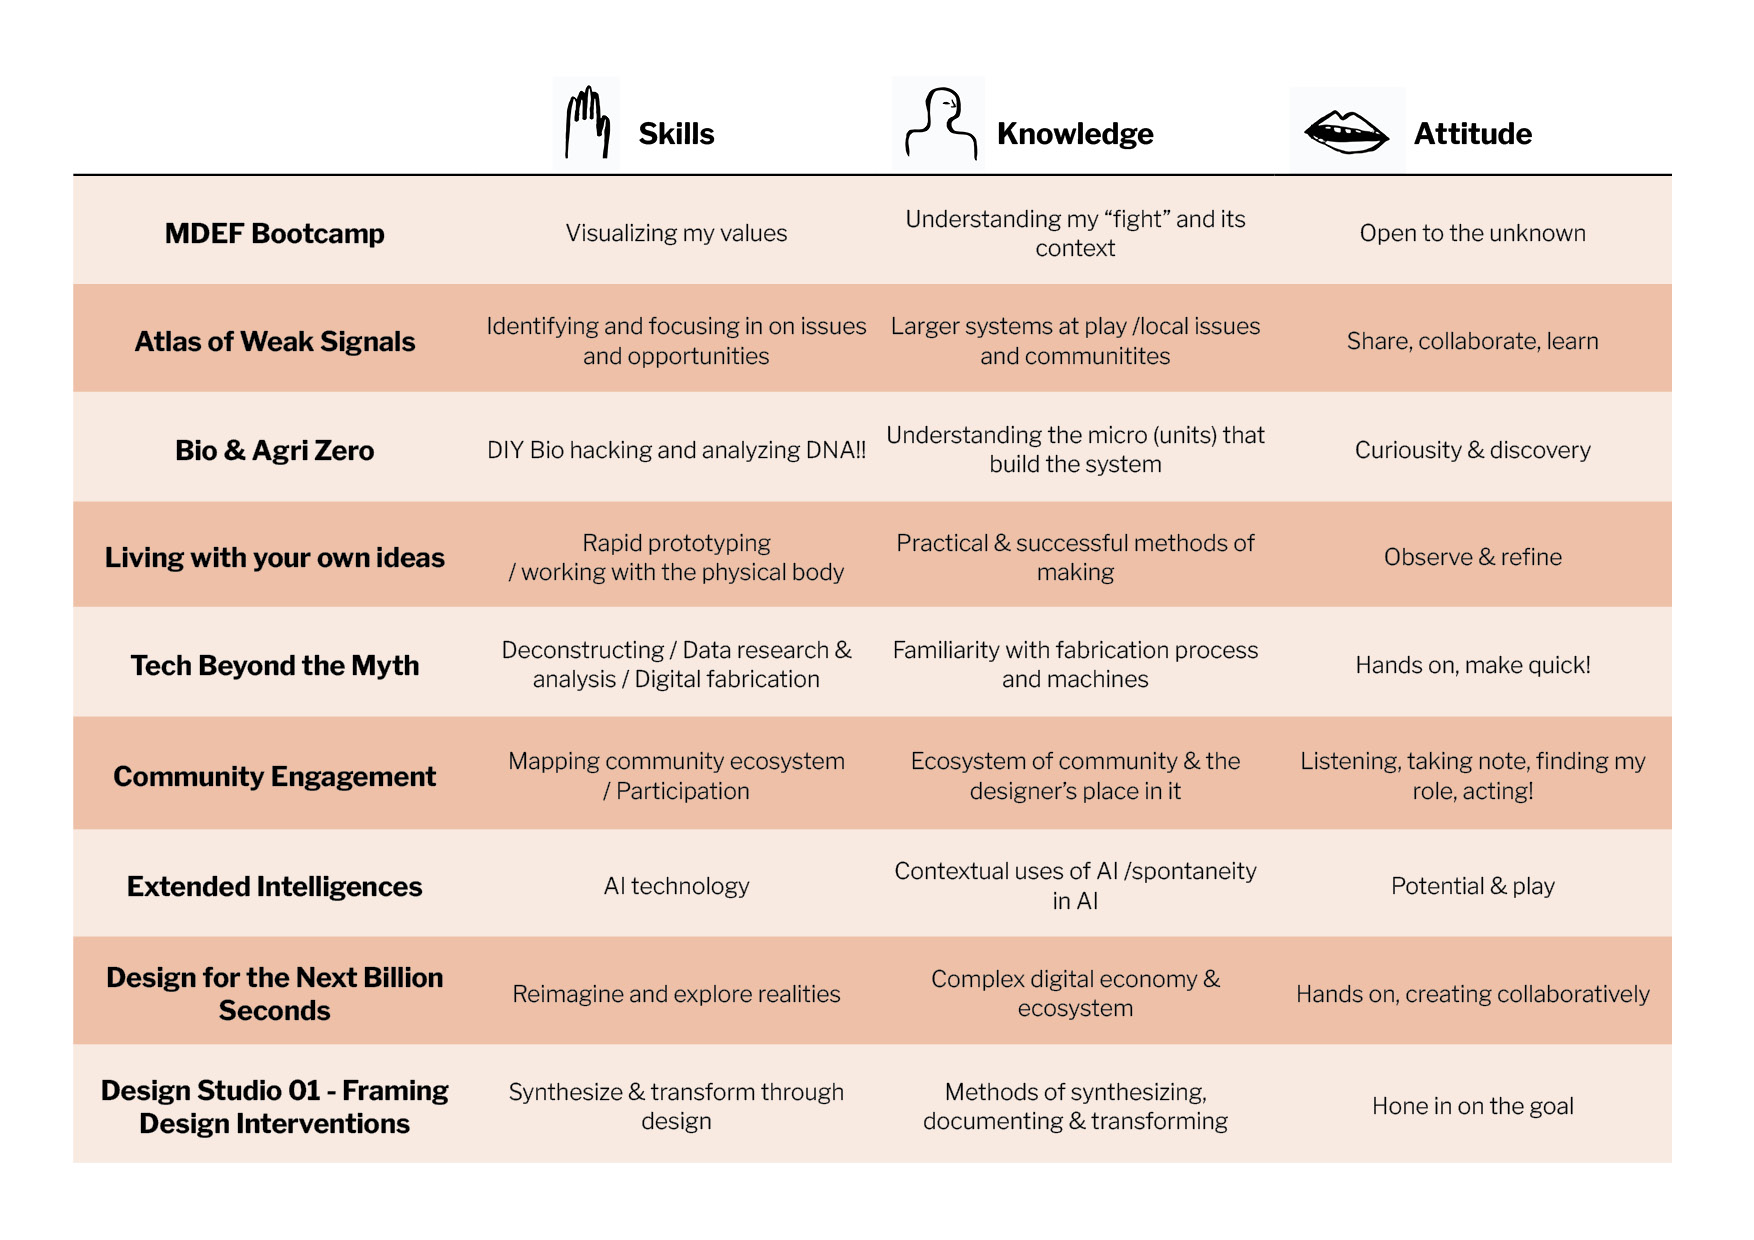 Skills
Knowledge
Attitude
MDEF Bootcamp
Visualizing my values
Understanding my “fight” and its
context
Open to the unknown
Atlas of Weak Signals
Identifying and focusing in on issues
and opportunities
Larger systems at play /local issues
and communitites
Share, collaborate, learn
Bio & Agri Zero
DIY Bio hacking and analyzing DNA!!
Understanding the micro (units) that
build the system
Curiousity & discovery
Living with your own ideas
Rapid prototyping
/ working with the physical body
Practical & successful methods of
making
Observe & refine
Tech Beyond the Myth
Deconstructing / Data research &
analysis / Digital fabrication
Familiarity with fabrication process
and machines
Hands on, make quick!
Community Engagement
Mapping community ecosystem
/ Participation
Ecosystem of community & the
designer’s place in it
Listening, taking note, finding my
role, acting!
Extended Intelligences
AI technology
Contextual uses of AI /spontaneity
in AI
Potential & play
Design for the Next Billion
Seconds
Reimagine and explore realities
Complex digital economy &
ecosystem
Hands on, creating collaboratively
Design Studio 01 - Framing
Design Interventions
Synthesize & transform through
design
Methods of synthesizing,
documenting & transforming
Hone in on the goal